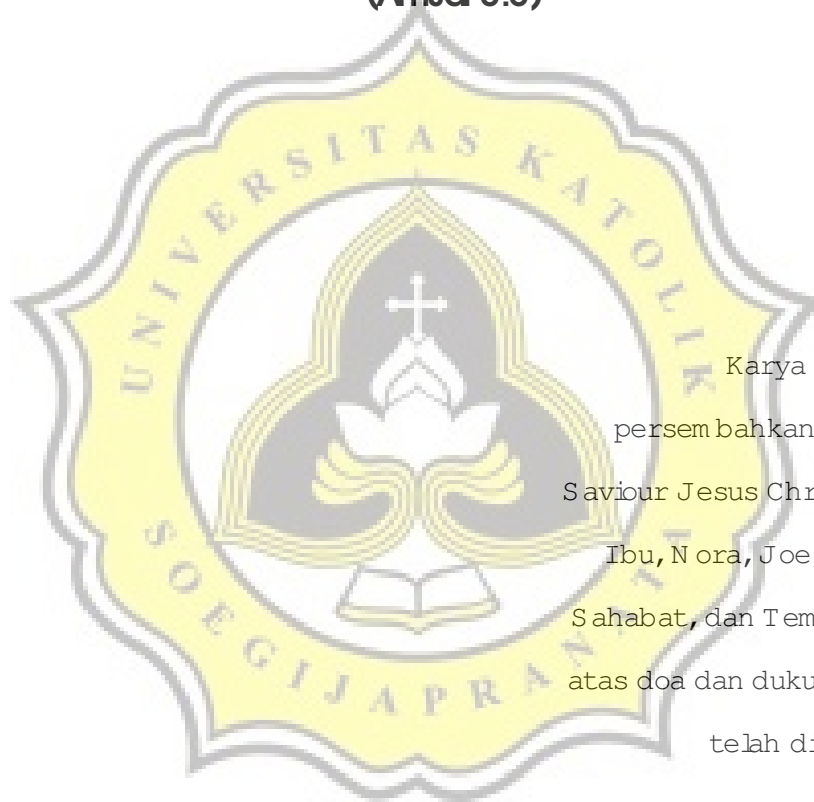 UNIVERSITAS KATOLIK
SOEGIJAPRANATA
Karya
persembahkan
Saviour Jesus Chr
Ibu, Nora, Joe
Sahabat, dan Tem
atas doa dan duku
telah di